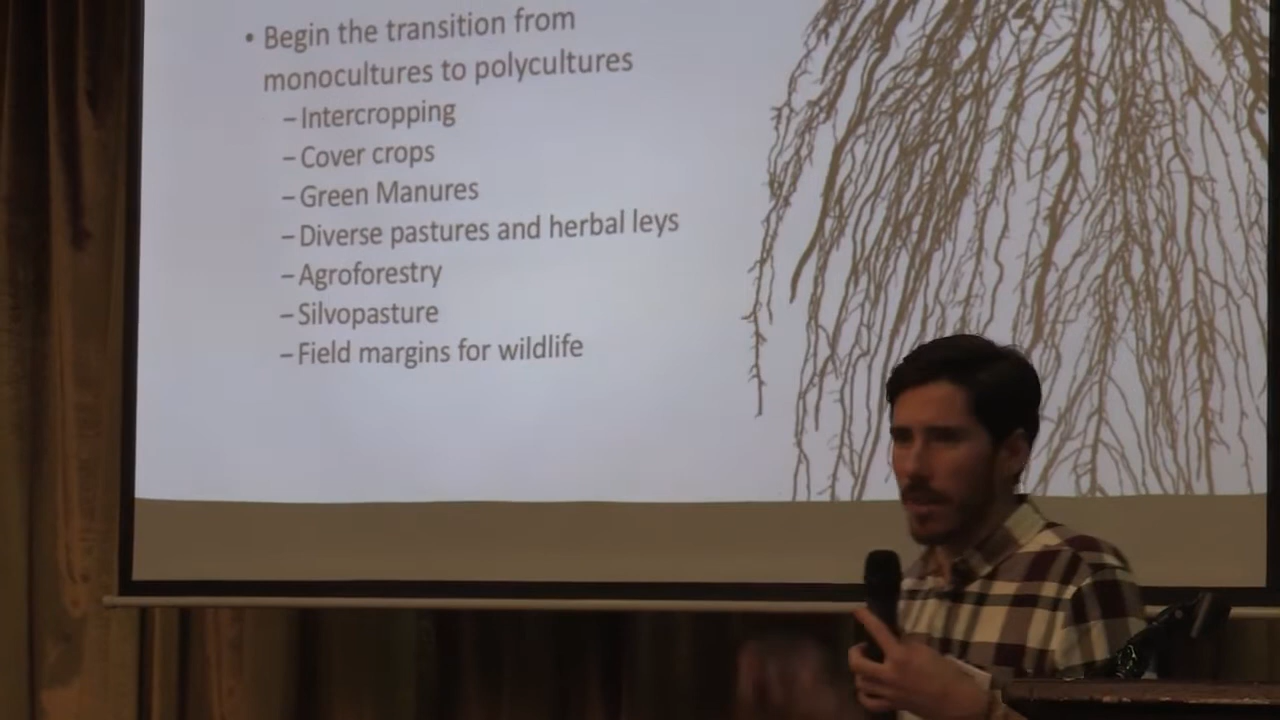 • Begin the transition from
monocultures to polycultures
– Intercropping
– Cover crops
– Green Manures
– Diverse pastures and herbal leys
– Agroforestry
– Silvopasture
– Field margins for wildlife